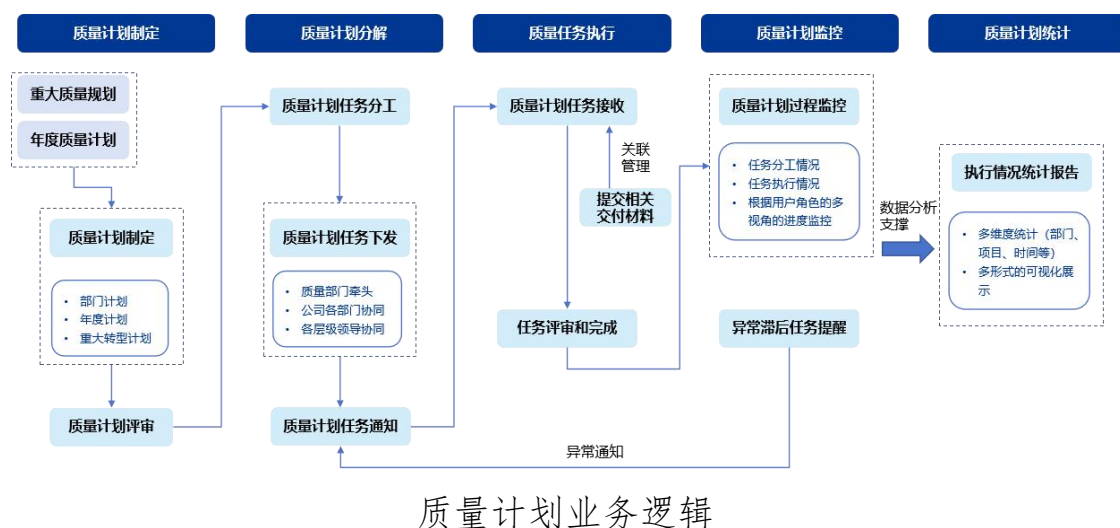 质量计划制定
质量计划分解
质量任务执行
质量计划监控
质量计划统计
重大质量规划
年度质量计划
质量计划制定
• 部门计划
• 年度计划
• 重大转型计划
质量计划评审
质量计划任务分工
质量计划任务下发
• 质量部门牵头
• 公司各部门协同
• 各层级领导协同
质量计划任务通知
质量计划任务接收
关联
管理
提交相关
交付材料
任务评审和完成
质量计划过程监控
• 任务分工情况
• 任务执行情况
• 根据用户角色的多
视角的进度监控
异常滞后任务提醒
异常通知
数据分析
支撑
执行情况统计报告
• 多维度统计（部门、
项目、时间等）
• 多形式的可视化展
示
质量计划业务逻辑